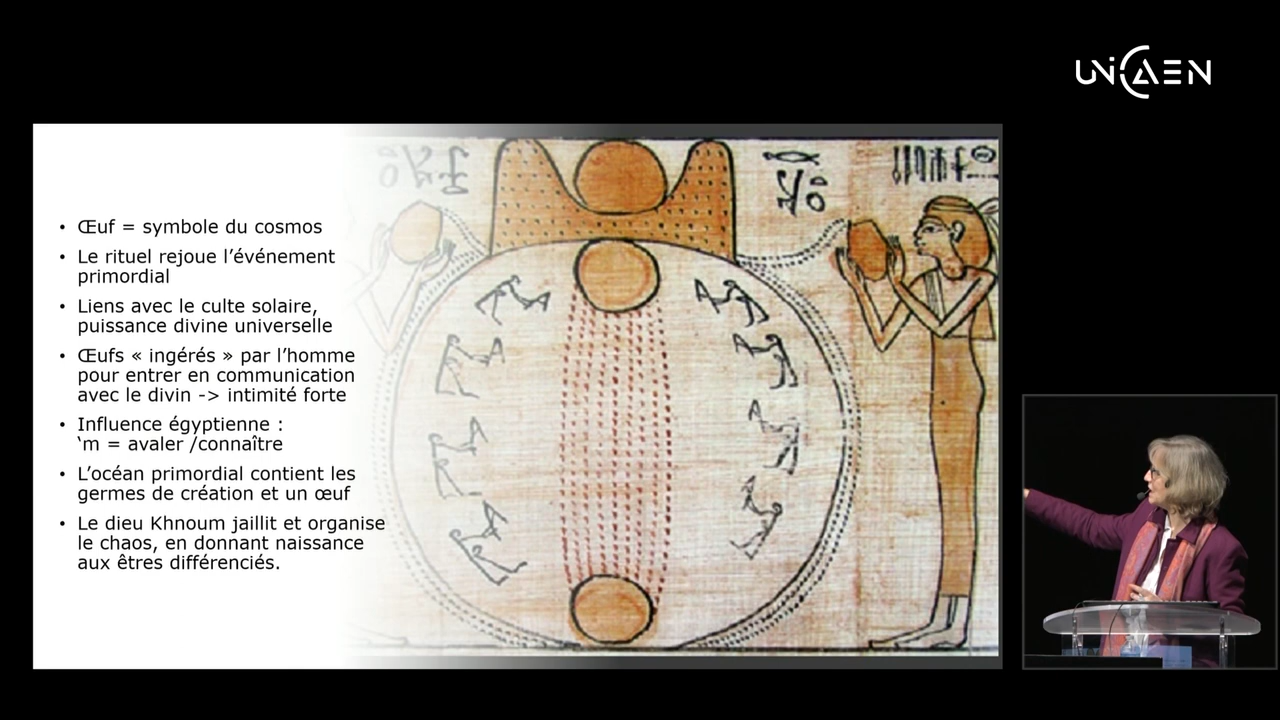 UNICAEN
• Œuf = symbole du cosmos
• Le rituel rejoue l’événement
primordial
• Liens avec le culte solaire,
puissance divine universelle
• Œufs « ingérés » par l’homme
pour entrer en communication
avec le divin -> intimité forte
• Influence égyptienne :
‘m = avaler /connaître
• L’océan primordial contient les
germes de création et un œuf
• Le dieu Khnoum jaillit et organise
le chaos, en donnant naissance
aux êtres différenciés.